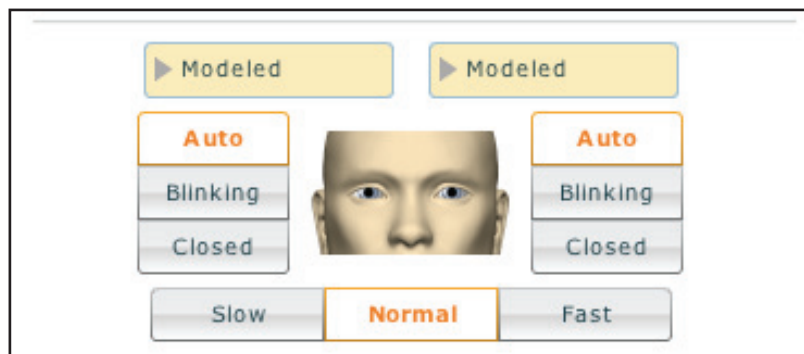 Modeled Modeled
Auto Auto
Blinking Blinking
Closed Closed
Slow Normal Fast